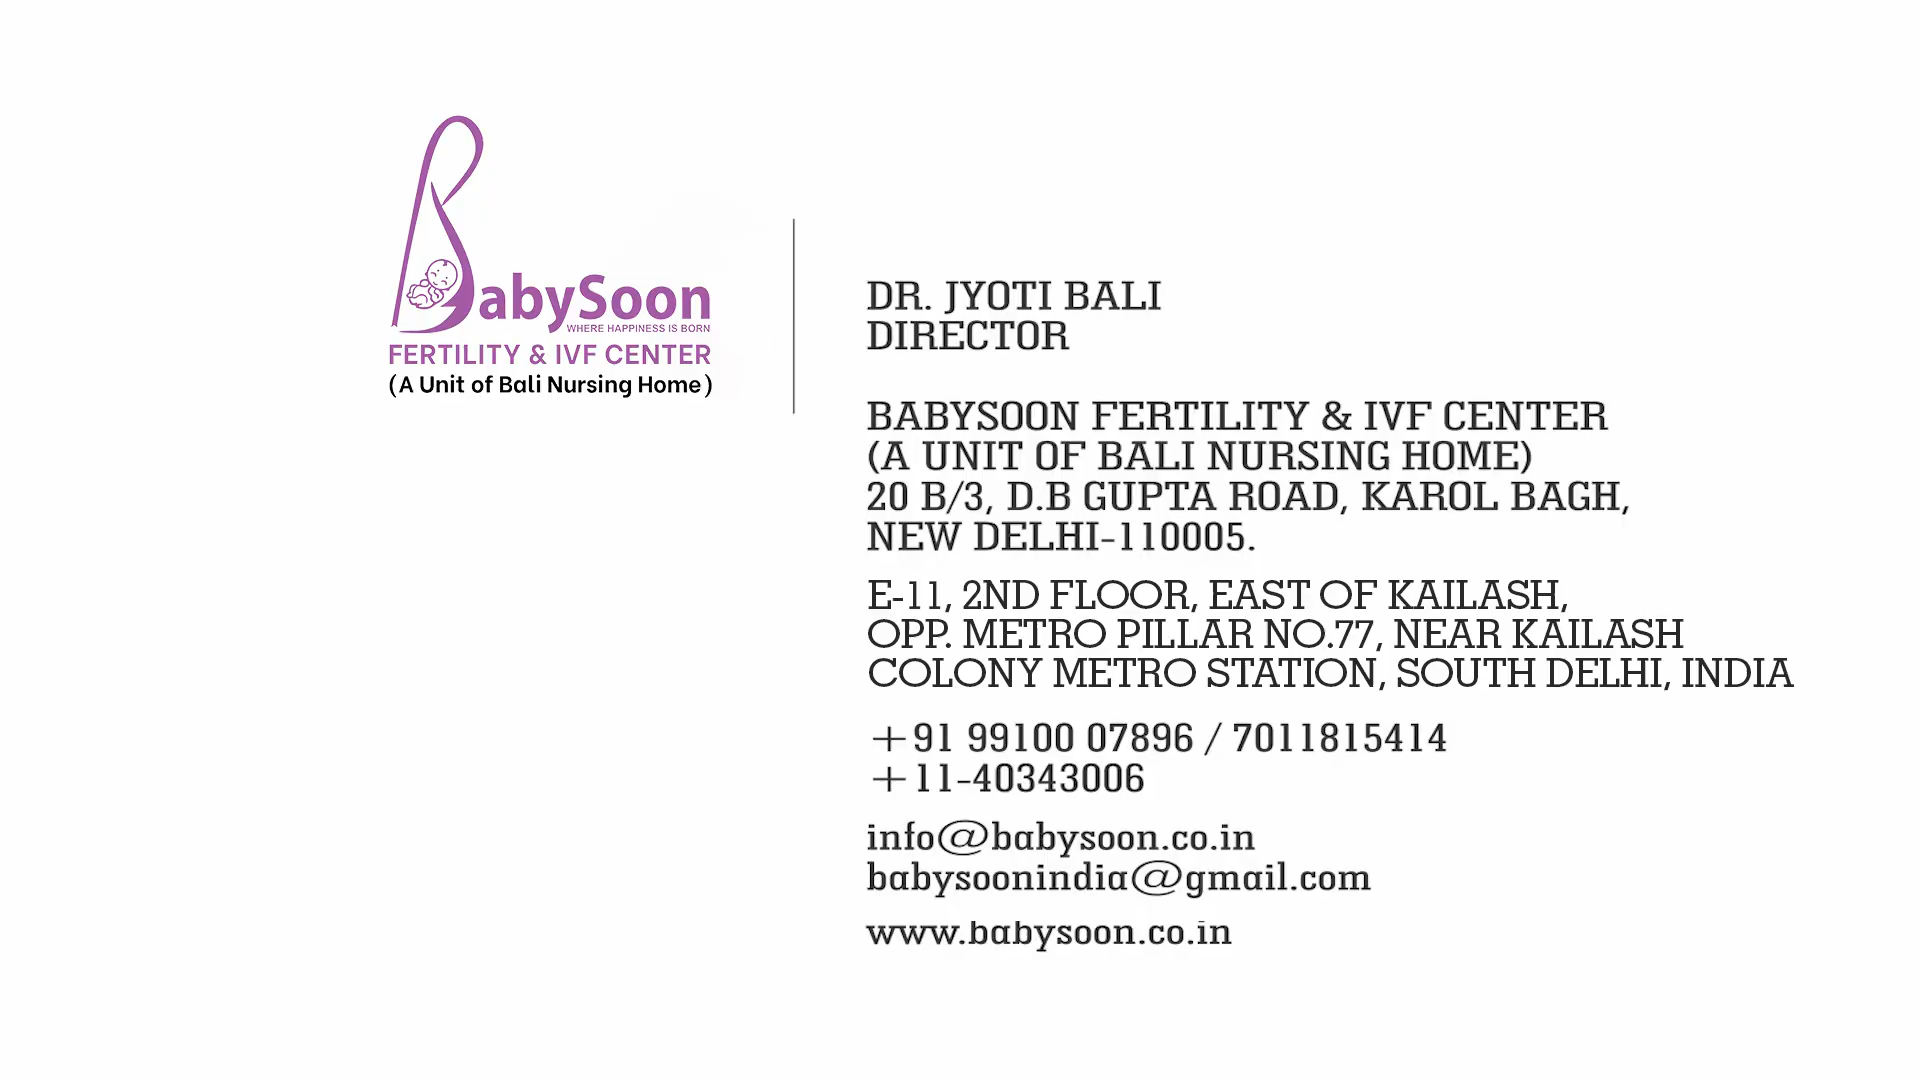 BabySoon
WHERE HAPPINESS IS BORN
FERTILITY & IVF CENTER
(A Unit of Bali Nursing Home)
DR. JYOTI BALI
DIRECTOR
BABYSOON FERTILITY & IVF CENTER
(A UNIT OF BALI NURSING HOME)
20 B/3, D.B GUPTA ROAD, KAROL BAGH,
NEW DELHI-110005.
E-11, 2ND FLOOR, EAST OF KAILASH,
OPP. METRO PILLAR NO.77, NEAR KAILASH
COLONY METRO STATION, SOUTH DELHI, INDIA
+91 99100 07896 / 7011815414
+11-40343006
info@babysoon.co.in
babysoonindia@gmail.com
www.babysoon.co.in